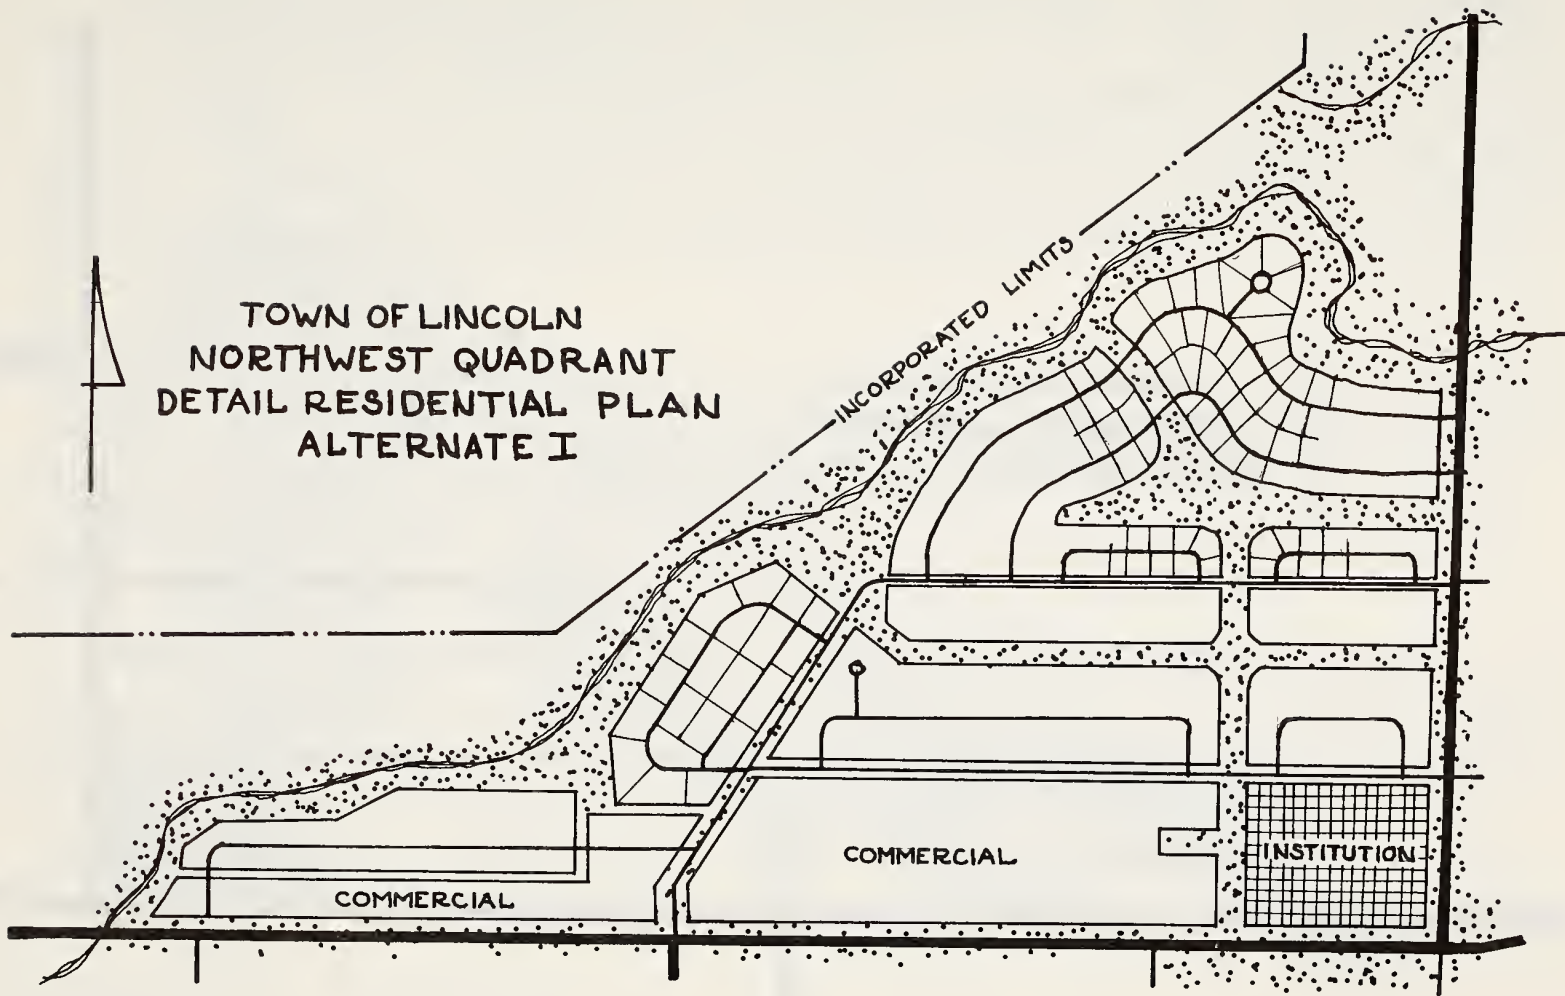 TOWN OF LINCOLN
NORTHWEST QUADRANT
DETAIL RESIDENTIAL PLAN
ALTERNATE I
INCORPORATED LIMITS
COMMERCIAL
INSTITUTION
COMMERCIAL